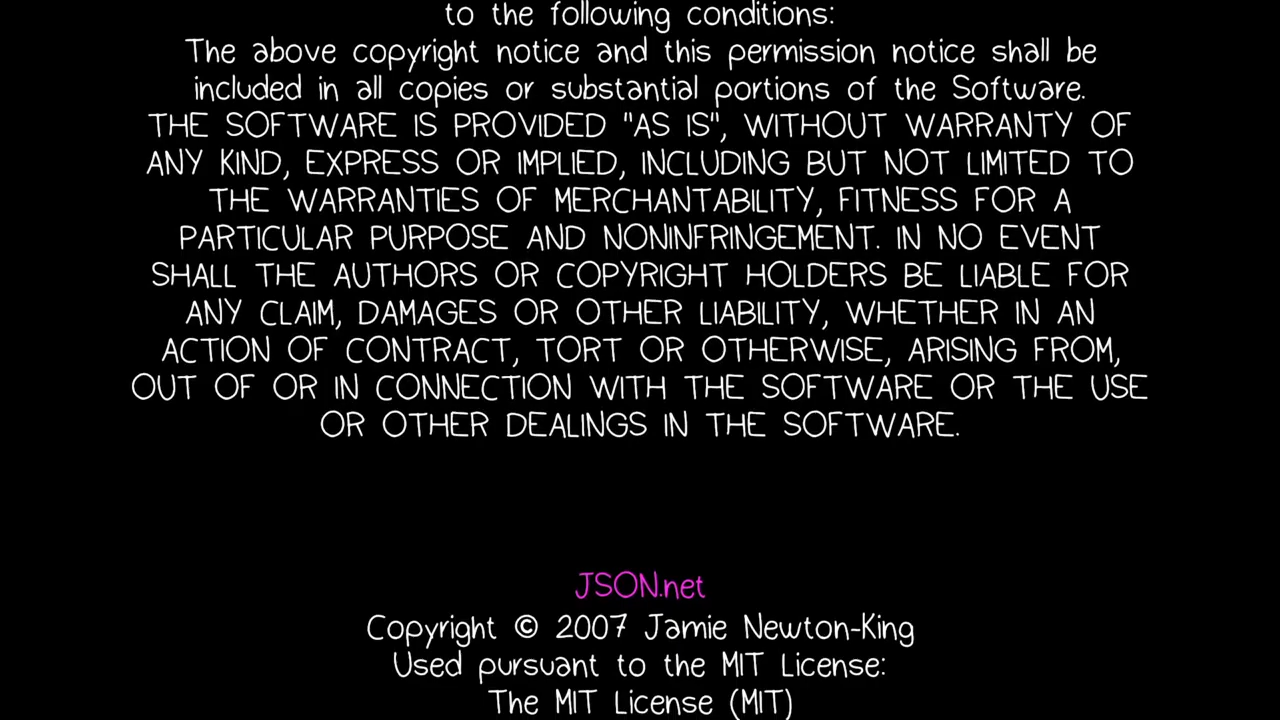 to the following conditions:
The above copyright notice and this permission notice shall be
included in all copies or substantial portions of the Software.
THE SOFTWARE IS PROVIDED "AS IS", WITHOUT WARRANTY OF
ANY KIND, EXPRESS OR IMPLIED, INCLUDING BUT NOT LIMITED TO
THE WARRANTIES OF MERCHANTABILITY, FITNESS FOR A
PARTICULAR PURPOSE AND NONINFRINGEMENT. IN NO EVENT
SHALL THE AUTHORS OR COPYRIGHT HOLDERS BE LIABLE FOR
ANY CLAIM, DAMAGES OR OTHER LIABILITY, WHETHER IN AN
ACTION OF CONTRACT, TORT OR OTHERWISE, ARISING FROM,
OUT OF OR IN CONNECTION WITH THE SOFTWARE OR THE USE
OR OTHER DEALINGS IN THE SOFTWARE.
JSON.net
Copyright © 2007 Jamie Newton-King
Used pursuant to the MIT License:
The MIT License (MIT)